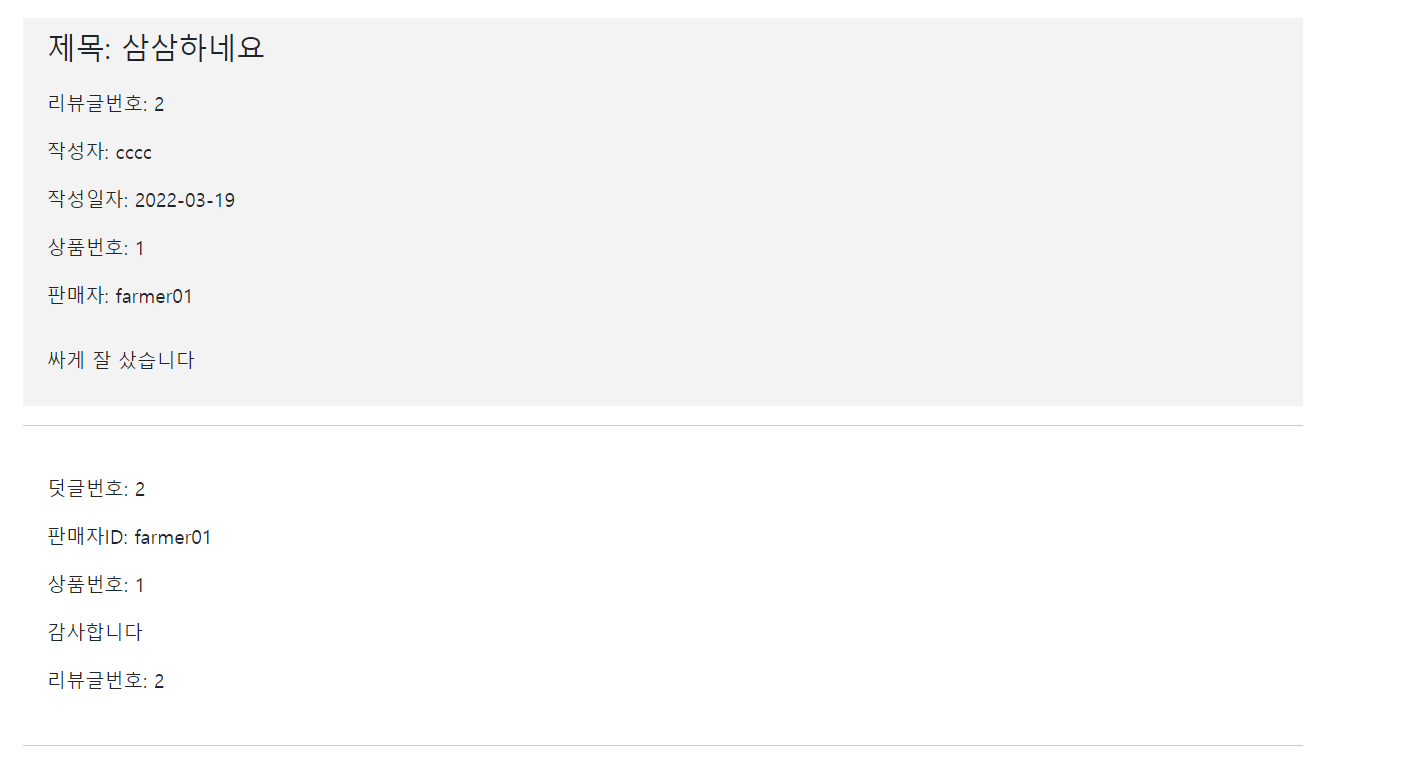 제목: 삼삼하네요
리뷰글번호: 2
작성자: cccc
작성일자: 2022-03-19
상품번호: 1
판매자: farmer01
싸게 잘 샀습니다
덧글번호: 2
판매자ID: farmer01
상품번호: 1
감사합니다
리뷰글번호: 2